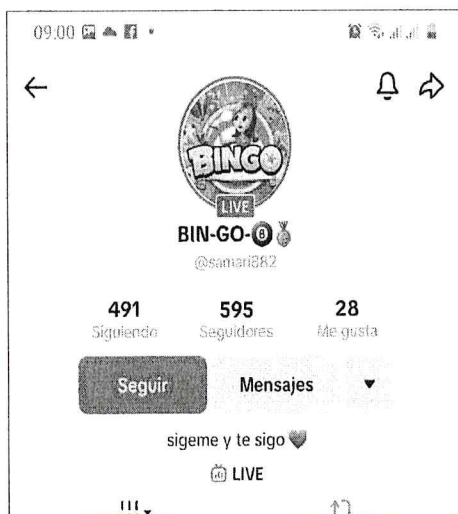 09:00
BINGO
LIVE
BIN-GO-8
@samari882
491 595 28
Siguiendo Seguidores Me gusta
Seguir Mensajes
sigeme y te sigo
LIVE